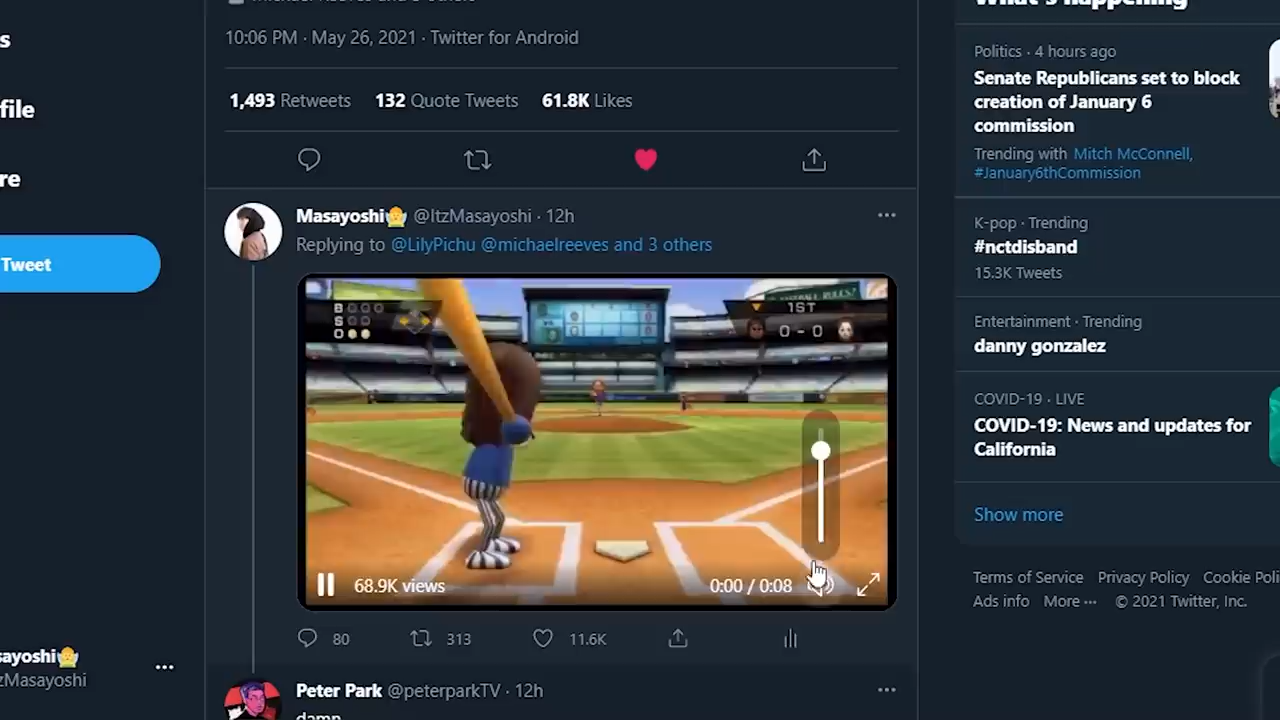 s
file
re
Tweet
ayoshi
zMasayoshi
10:06 PM · May 26, 2021 · Twitter for Android
1,493 Retweets 132 Quote Tweets 61.8K Likes
Masayoshi @ItzMasayoshi · 12h
Replying to @LilyPichu @michaelreeves and 3 others
B
S
O
1ST
0 - 0
68.9K views
0:00 / 0:08
80
313
11.6K
Peter Park @peterparkTV · 12h
damn
What's happening
Politics · 4 hours ago
Senate Republicans set to block
creation of January 6
commission
Trending with Mitch McConnell,
#January6thCommission
K-pop · Trending
#nctdisband
15.3K Tweets
Entertainment · Trending
danny gonzalez
COVID-19 · LIVE
COVID-19: News and updates for
California
Show more
Terms of Service Privacy Policy Cookie Poli
Ads info More ··· © 2021 Twitter, Inc.